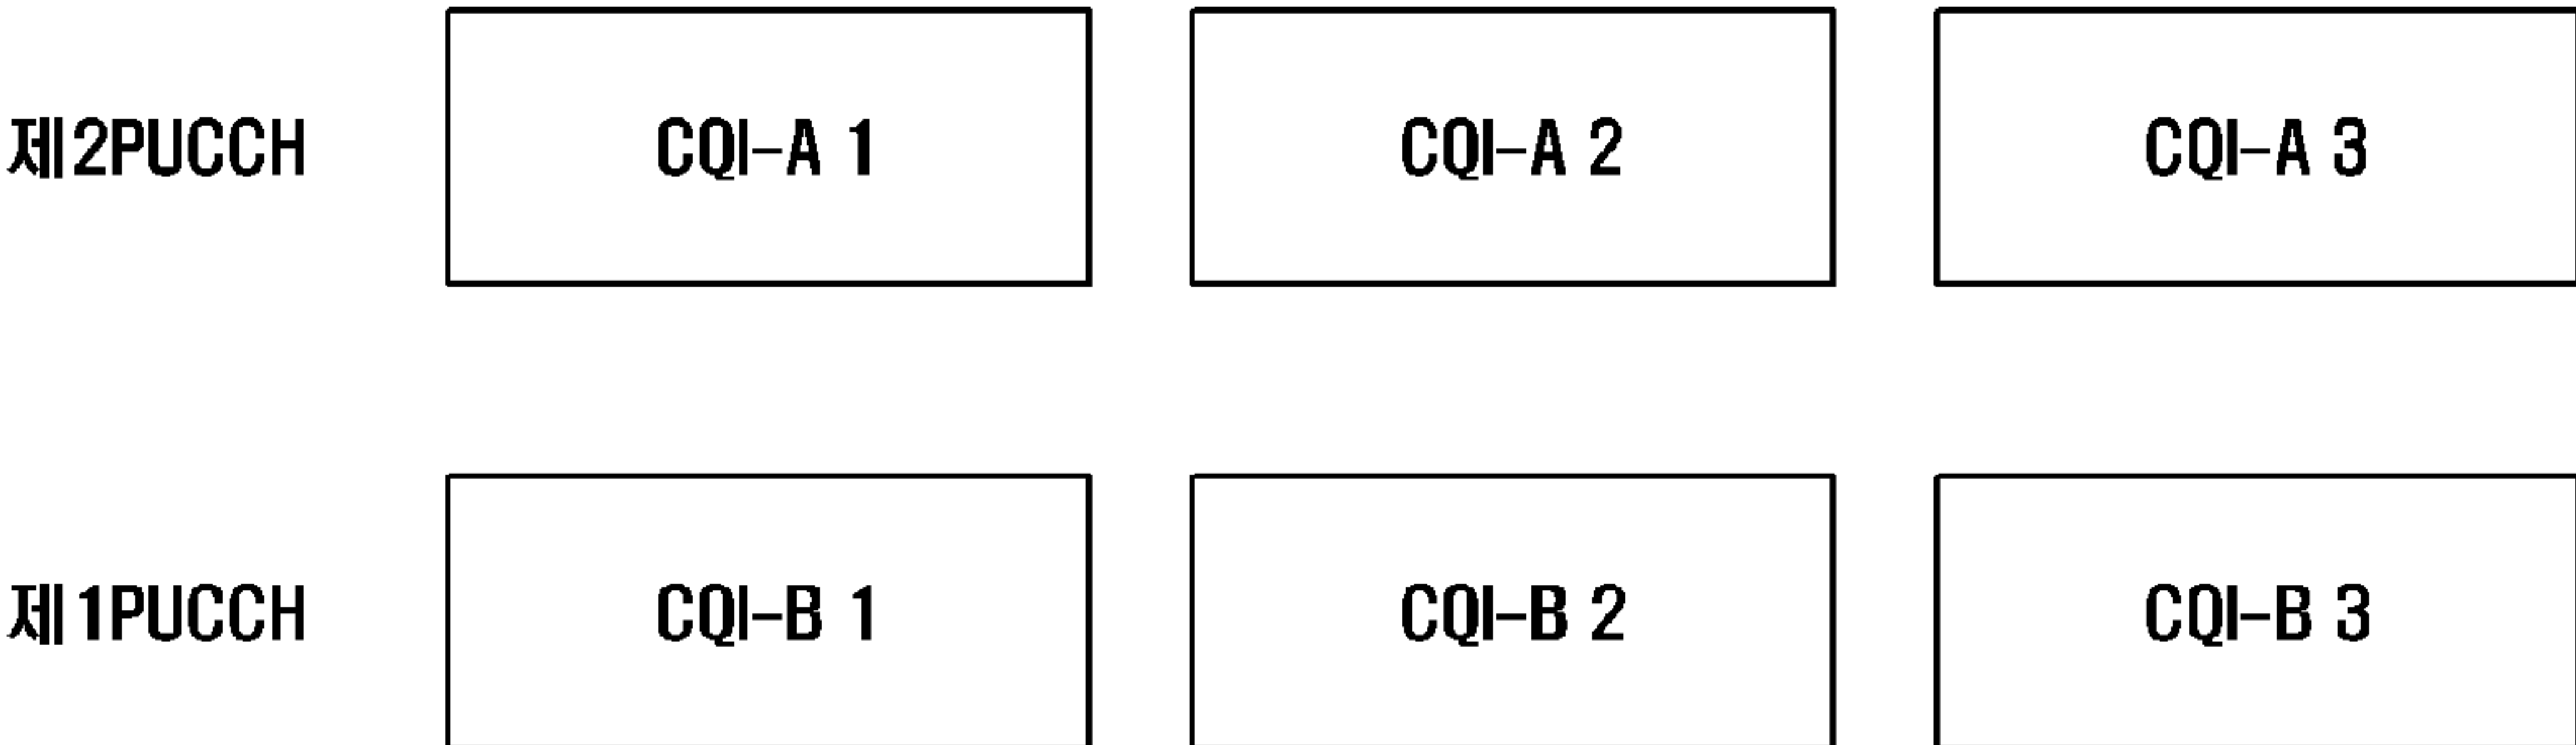 제2PUCCH CQI-A 1 CQI-A 2 CQI-A 3
제1PUCCH CQI-B 1 CQI-B 2 CQI-B 3